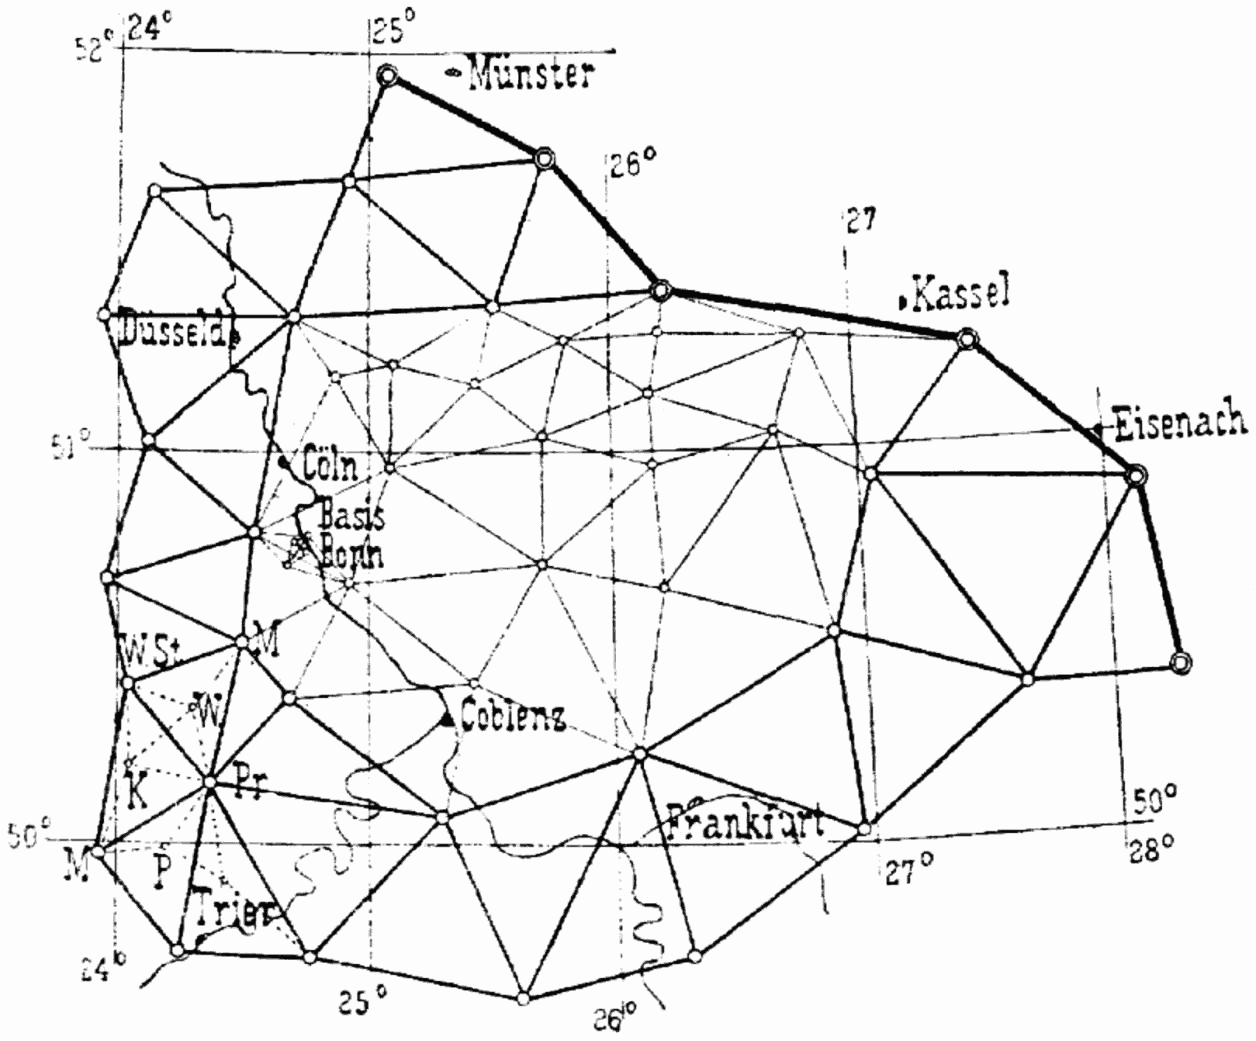 24° 25°
52°
Münster
26°
27
Kassel
Düsseld.
Eisenach
51°
Cöln
Basis
Bonn
M
W.St.
W
Coblenz
K
Pr
50°
50°
Frankfurt
M
P
27°
28°
Trier
24°
25°
26°